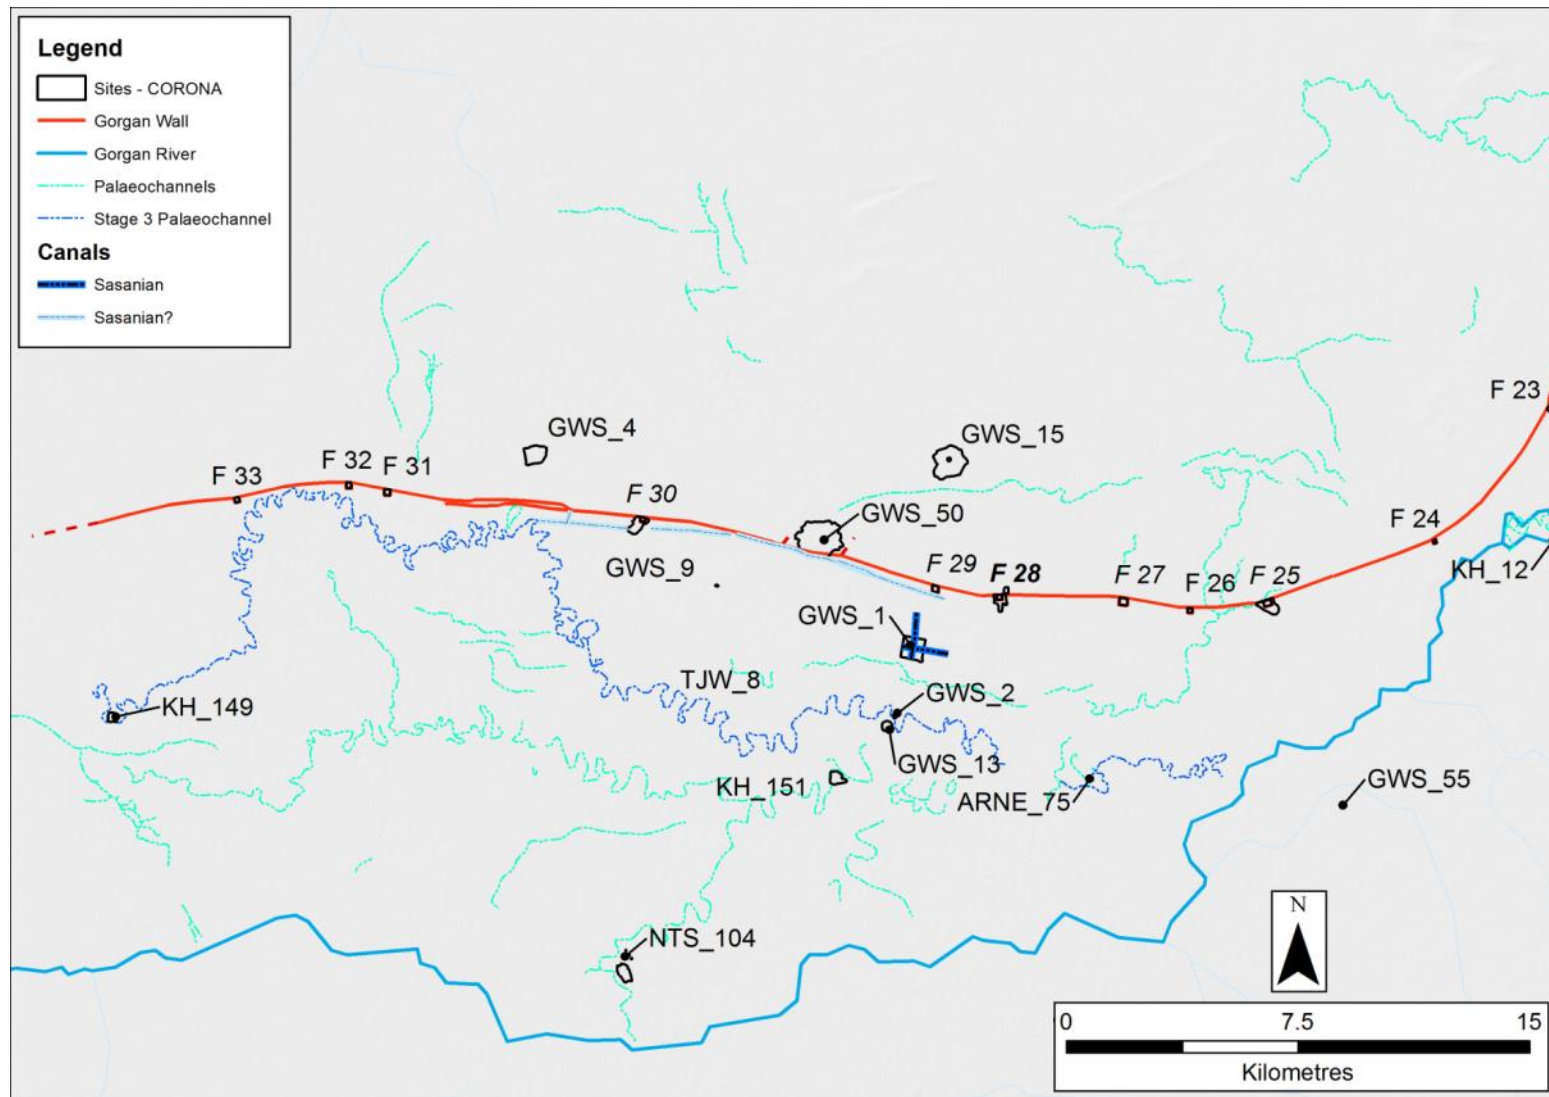 Legend
Sites - CORONA
Gorgan Wall
Gorgan River
Palaeochannels
Stage 3 Palaeochannel
Canals
Sasanian
Sasanian?
F 23
GWS_4
GWS_15
F 33
F 32
F 31
F 30
GWS_50
F 24
GWS_9
F 29
F 28
F 27
F 26
F 25
KH_12
GWS_1
TJW_8
GWS_2
KH_149
GWS_13
KH_151
ARNE_75
GWS_55
NTS_104
N
0 7.5 15
Kilometres